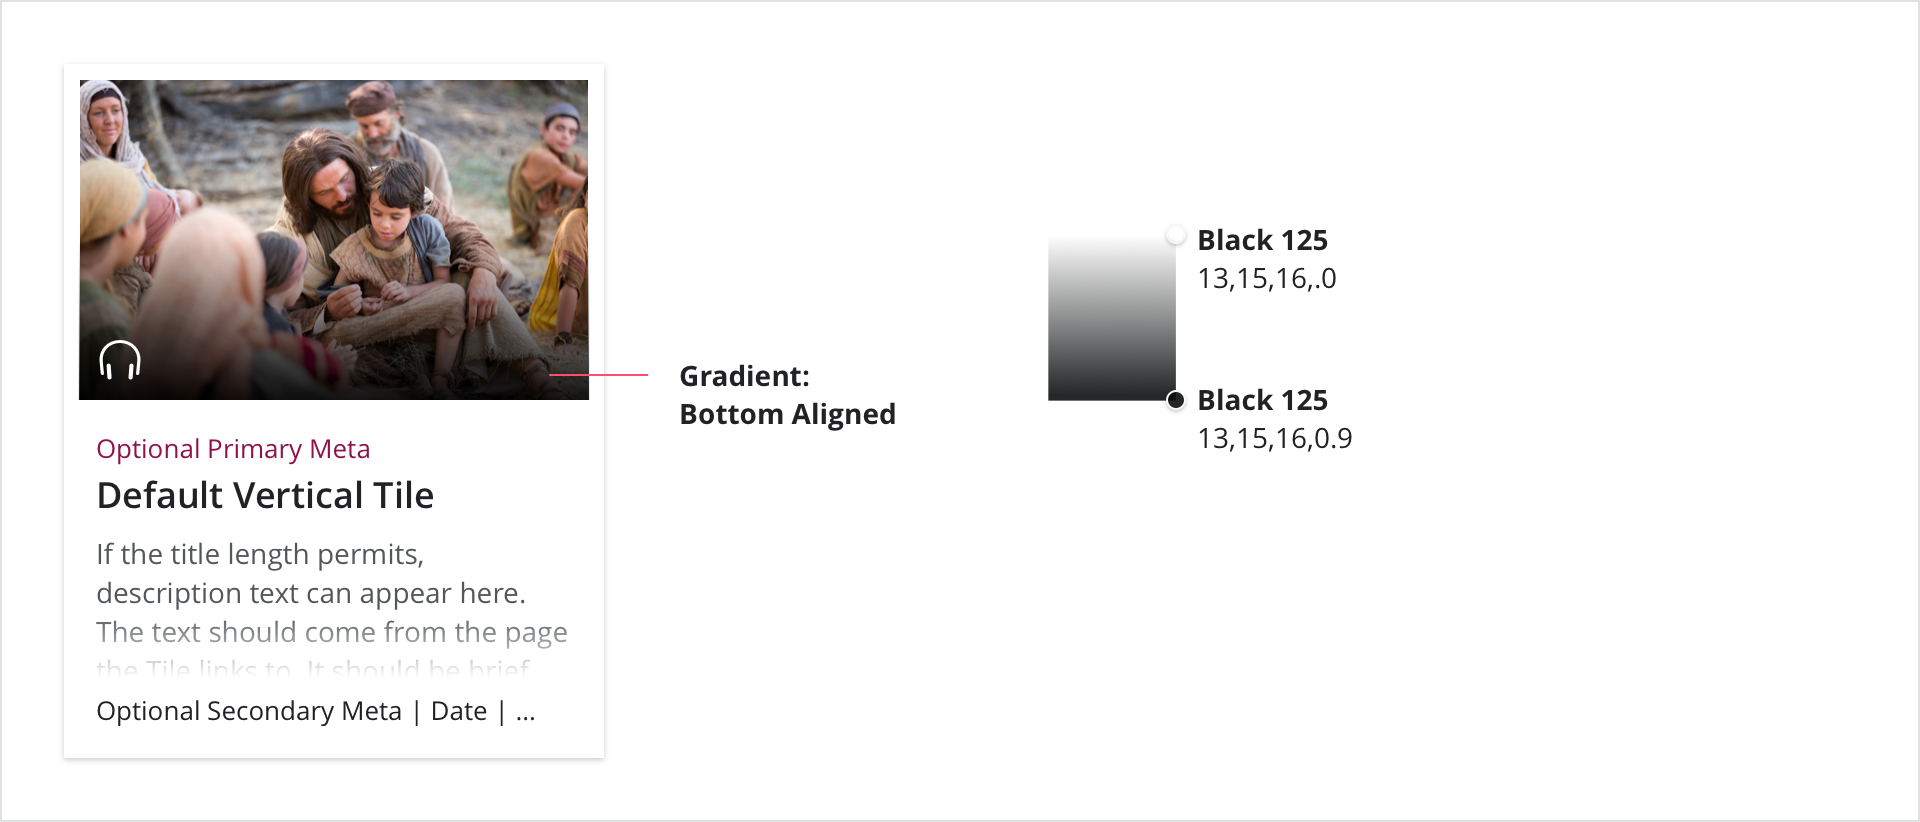 Optional Primary Meta
Default Vertical Tile
If the title length permits,
description text can appear here.
The text should come from the page
the Tile links to. It should be brief
Optional Secondary Meta | Date | ...
Gradient:
Bottom Aligned
Black 125
13,15,16,.0
Black 125
13,15,16,0.9